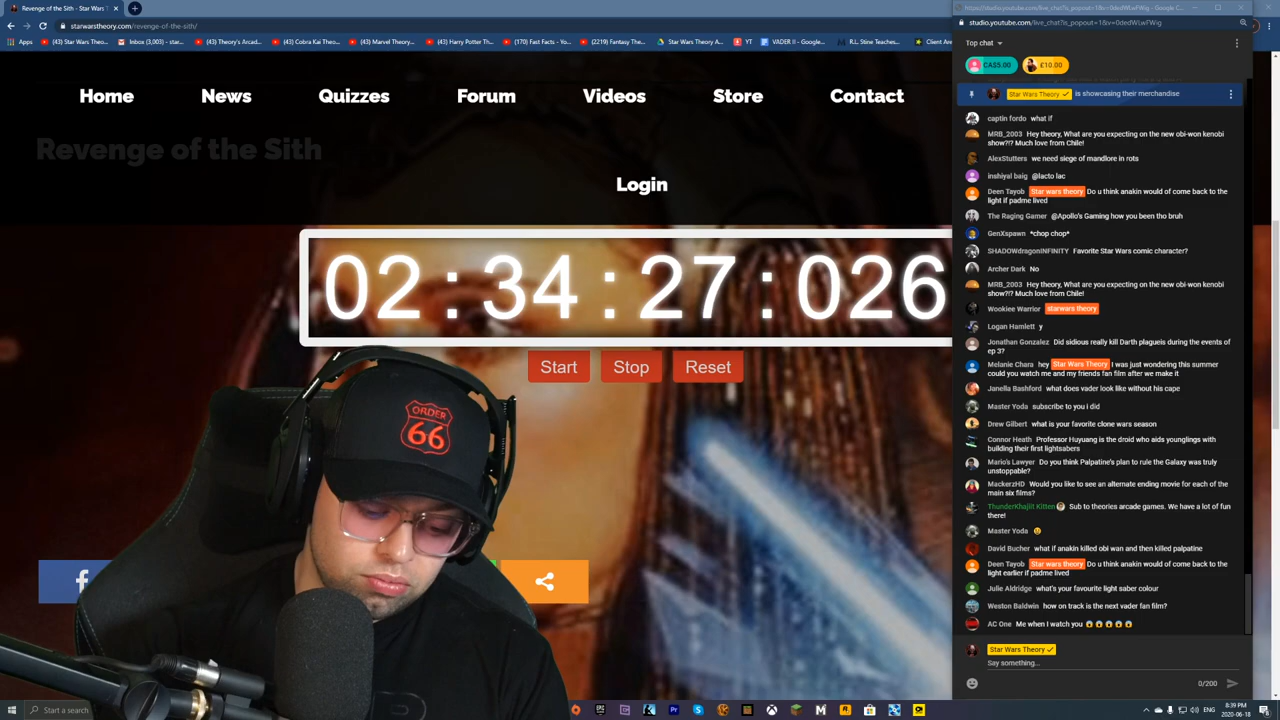 Revenge of the Sith - Star Wars T
https://studio.youtube.com/live_chat?is_popout=1&v=0dedWLwFWig - Google C...
starwarstheory.com/revenge-of-the-sith/
studio.youtube.com/live_chat?is_popout=1&v=0dedWLwFWig
Apps
(43) Star Wars Theo...
Inbox (3,003) - swt...
(43) Theory's Arcad...
(43) Cobra Kai Theo...
(43) Marvel Theory...
(43) Harry Potter Th...
(170) Fast Facts - Yo...
(2219) Fantasy The...
Star Wars Theory A...
YT
VADER II - Googl...
R.L. Stine Teaches...
Client Are
Top chat
CA$5.00
£10.00
Home
News
Quizzes
Forum
Videos
Store
Contact
Revenge of the Sith
Login
02:34:27:026
Start
Stop
Reset
ORDER
66
Star Wars Theory is showcasing their merchandise
captin fordo what if
MRB_2003 Hey theory, What are you expecting on the new obi-won kenobi
show?!? Much love from Chile!
AlexStutters we need siege of mandlore in rots
inshiyal baig @lacto lac
Deen Tayob Star wars theory Do u think anakin would of come back to the
light if padme lived
The Raging Gamer @Apollo's Gaming how you been tho bruh
GenXspawn *chop chop*
SHADOWdragonINFINITY Favorite Star Wars comic character?
Archer Dark No
MRB_2003 Hey theory, What are you expecting on the new obi-won kenobi
show?!? Much love from Chile!
Wookiee Warrior starwars theory
Logan Hamlett y
Jonathan Gonzalez Did sidious really kill Darth plagueis during the events of
ep 3?
Melanie Chara hey Star Wars Theory I was just wondering this summer
could you watch me and my friends fan film after we make it
Janella Bashford what does vader look like without his cape
Master Yoda subscribe to you i did
Drew Gilbert what is your favorite clone wars season
Connor Heath Professor Huyuang is the droid who aids younglings with
building their first lightsabers
Mario's Lawyer Do you think Palpatine's plan to rule the Galaxy was truly
unstoppable?
MackerzHD Would you like to see an alternate ending movie for each of the
main six films?
ThunderKhajiit Kitten Sub to theories arcade games. We have a lot of fun
there!
Master Yoda 😢
David Bucher what if anakin killed obi wan and then killed palpatine
Deen Tayob Star wars theory Do u think anakin would of come back to the
light earlier if padme lived
Julie Aldridge what's your favourite light saber colour
Weston Baldwin how on track is the next vader fan film?
AC One Me when I watch you 😱😱😱😱😱
Star Wars Theory
Say something...
0/200
Start a search
ENG
8:39 PM
2020-06-18